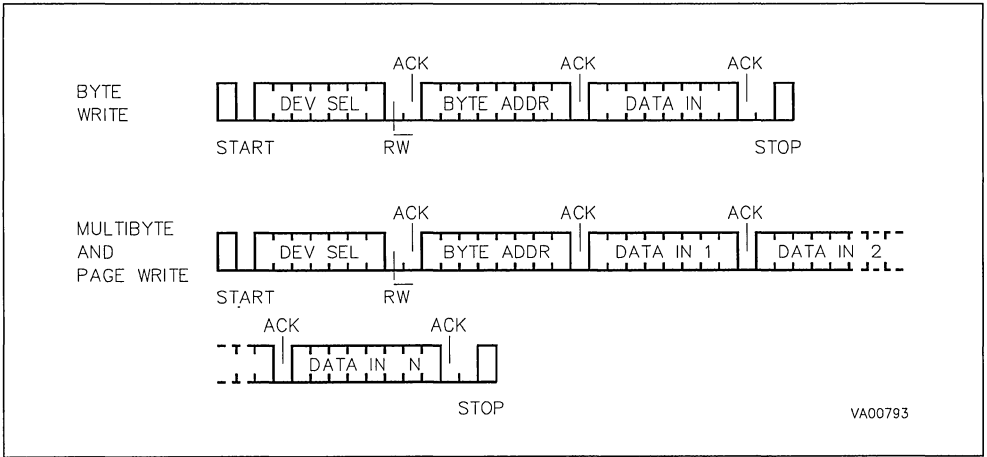 ACK ACK ACK
BYTE
WRITE
DEV SEL BYTE ADDR DATA IN
START RW STOP
ACK ACK ACK
MULTIBYTE
AND
PAGE WRITE
DEV SEL BYTE ADDR DATA IN 1 DATA IN 2
START RW
ACK ACK
DATA IN N
STOP
VA00793